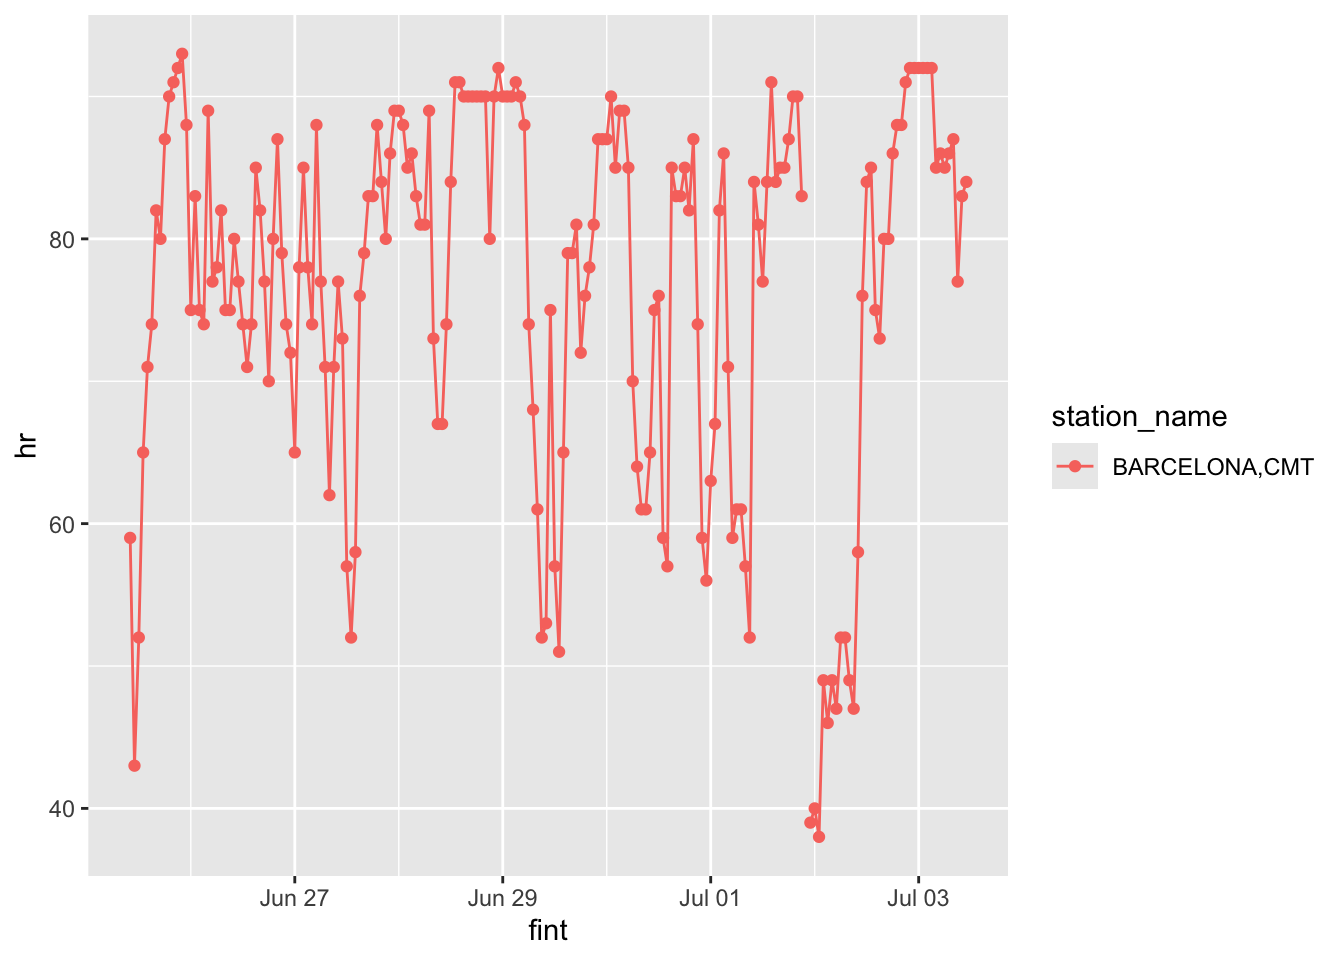 hr
80
60
40
Jun 27
Jun 29
Jul 01
Jul 03
fint
station_name
BARCELONA,CMT